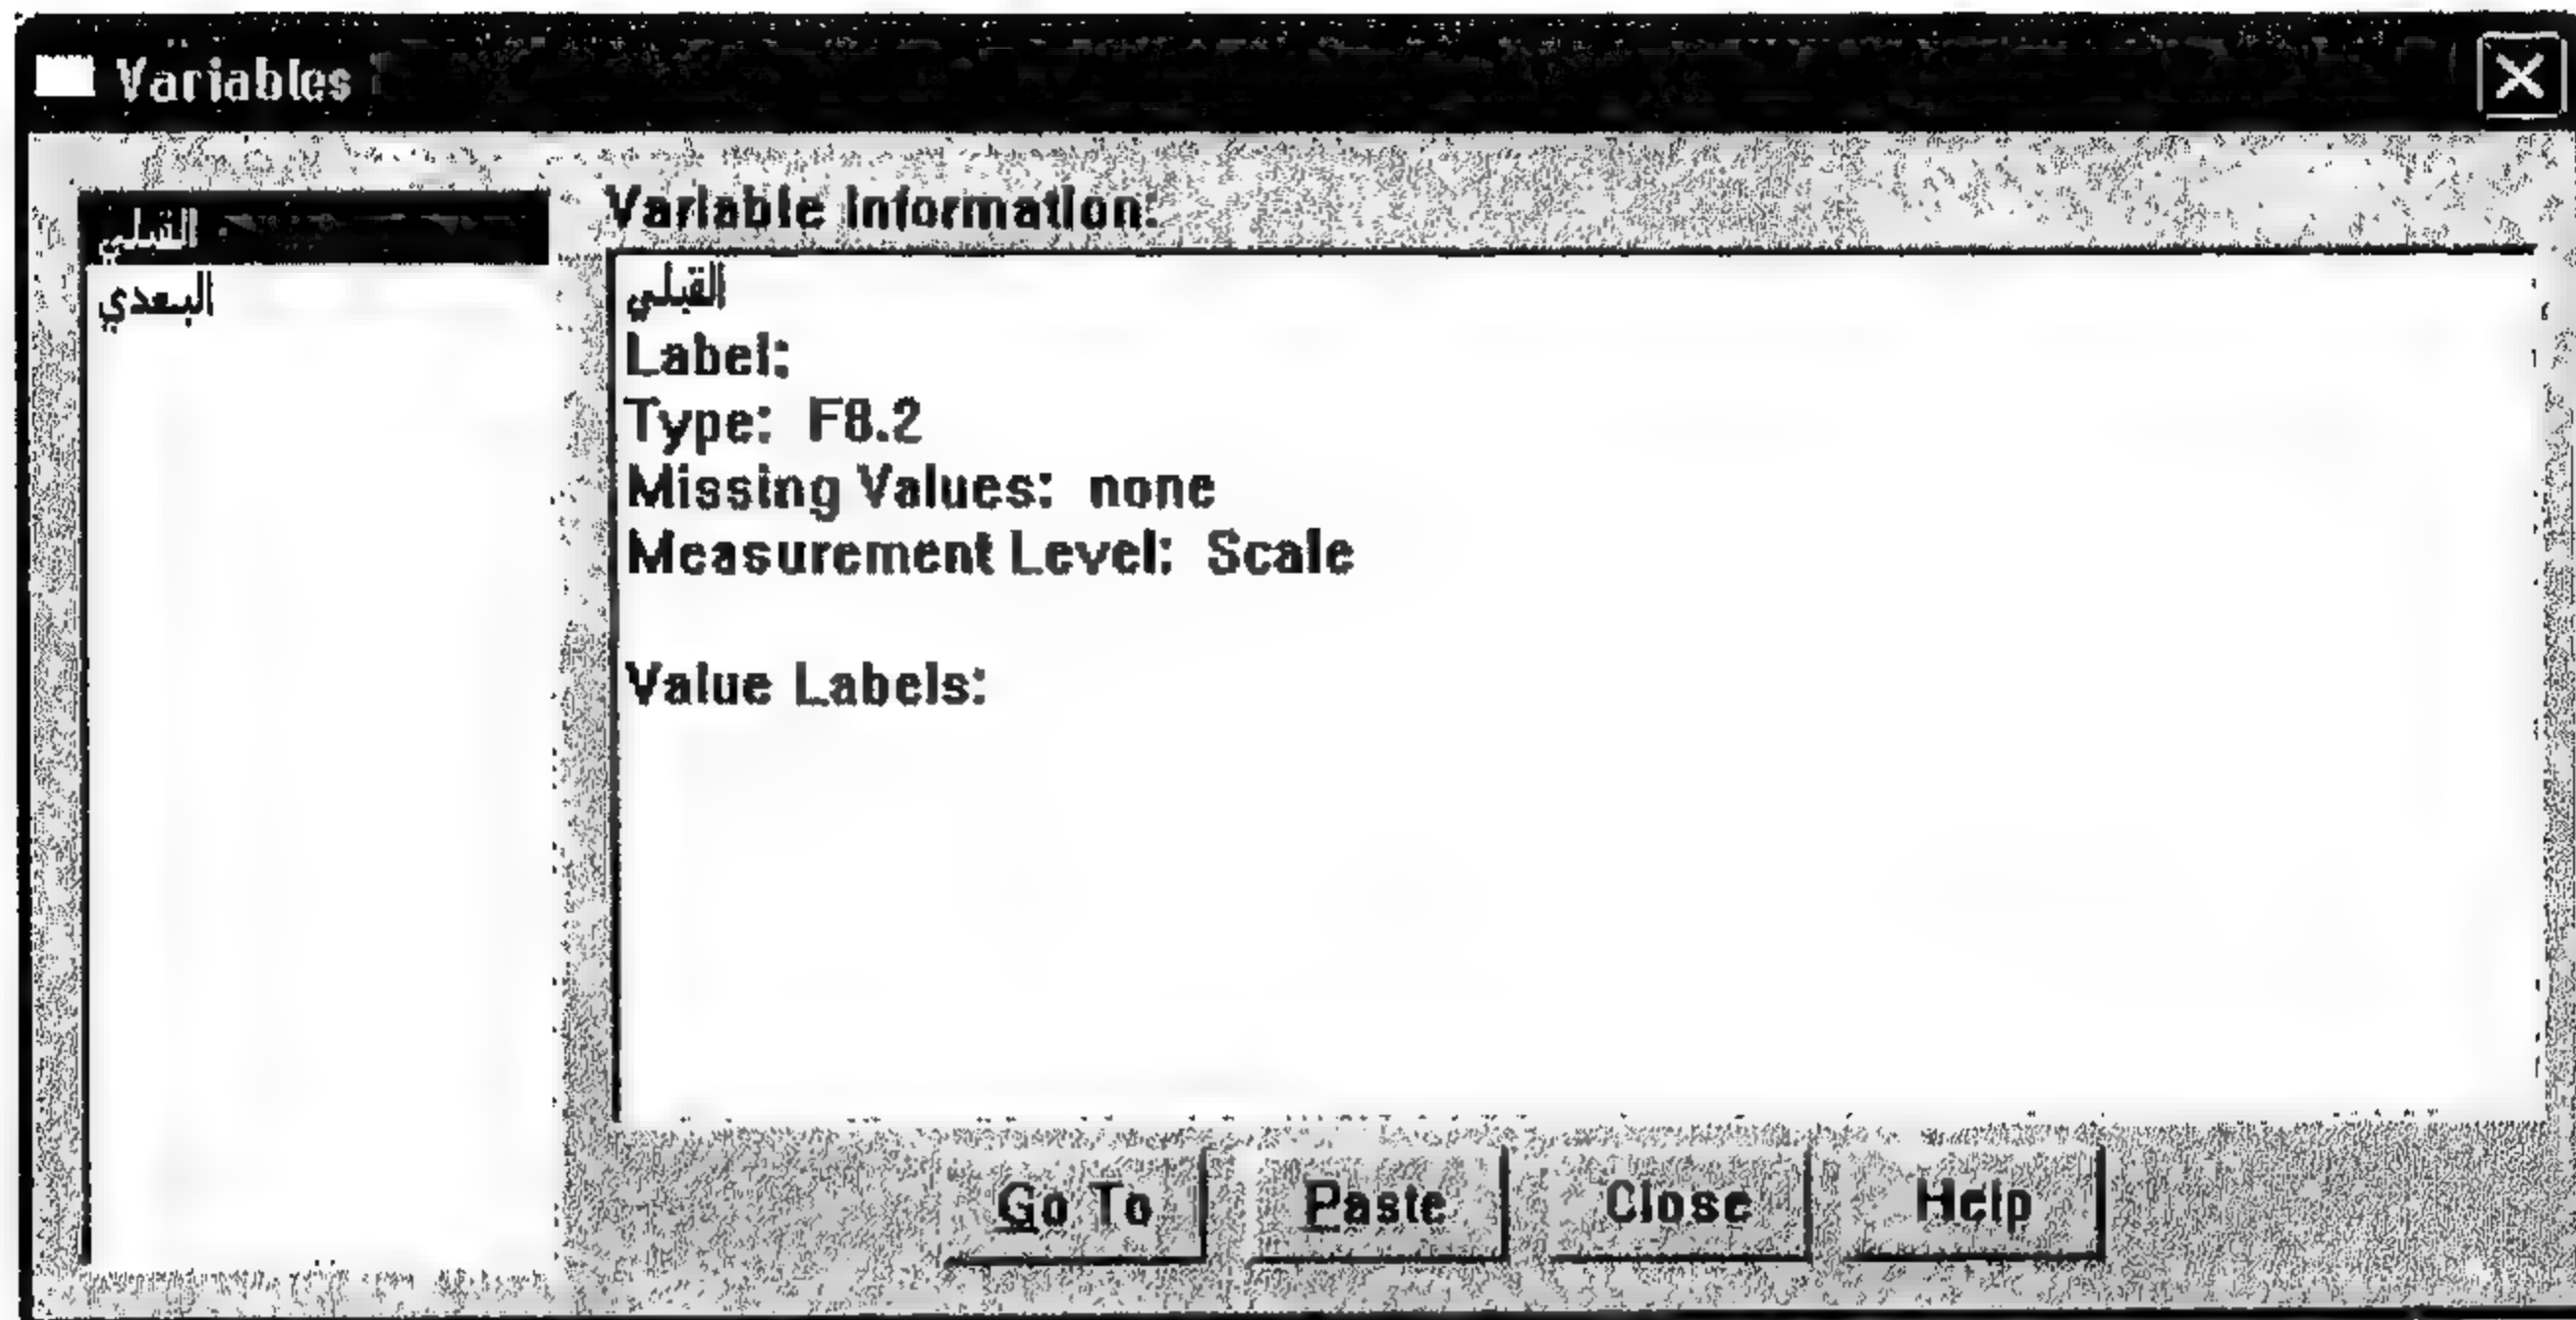 Variables
القبلي
البعدي
Variable Information:
القبلي
Label:
Type: F8.2
Missing Values: none
Measurement Level: Scale
Value Labels:
Go To
Paste
Close
Help